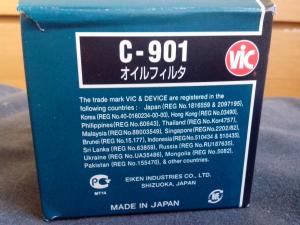 C-901
オイルフィルタ
VIC
The trade mark VIC & DEVICE are registered in the
following countries : Japan (REG No.1816559 & 2097195),
Korea (REG No.40-0160234-00-00), Hong Kong (REG No.03490),
Philippines(REG No.60643), Thailand (REG No.Kor4757),
Malaysia (REG No.88003549), Singapore(REG No.2202/82),
Brunei (REG No.15.177), Indonesia(REG No.510434 & 510435),
Sri Lanka (REG No.63859), Russia (REG No.RU187635),
Ukraine (REG No.UA35486), Mongolia (REG No.5082),
Pakistan (REG No.155470), & other countries.
EIKEN INDUSTRIES CO., LTD.
SHIZUOKA, JAPAN
MT14
MADE IN JAPAN